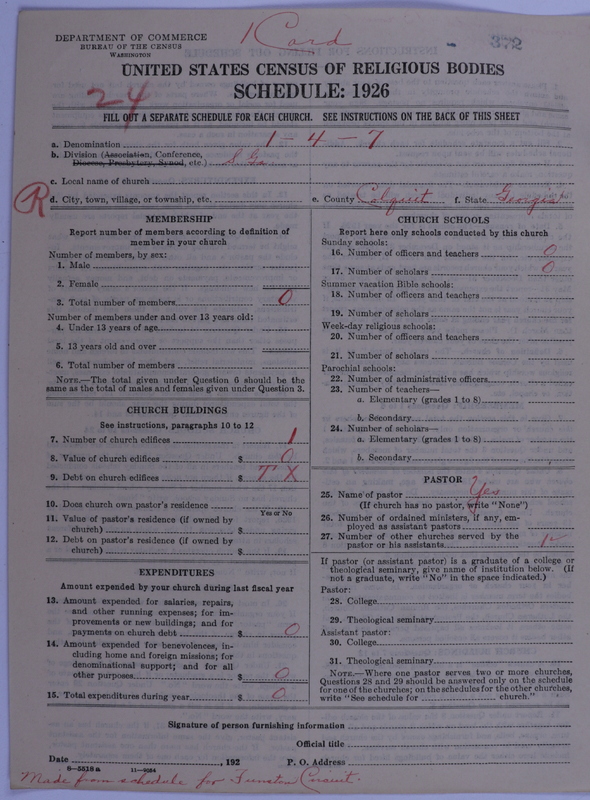 DEPARTMENT OF COMMERCE
BUREAU OF THE CENSUS
WASHINGTON
1 Card
372
UNITED STATES CENSUS OF RELIGIOUS BODIES
SCHEDULE: 1926
24
FILL OUT A SEPARATE SCHEDULE FOR EACH CHURCH. SEE INSTRUCTIONS ON THE BACK OF THIS SHEET
a. Denomination 1-4-7
b. Division (Association, Conference,
Diocese, Presbytery, Synod, etc.) S Ga
c. Local name of church
R
d. City, town, village, or township, etc. e. County Colquitt f. State Georgia
MEMBERSHIP
Report number of members according to definition of
member in your church
Number of members, by sex:
1. Male
2. Female
3. Total number of members 0
Number of members under and over 13 years old:
4. Under 13 years of age
5. 13 years old and over
6. Total number of members
NOTE.—The total given under Question 6 should be the
same as the total of males and females given under Question 3.
CHURCH BUILDINGS
See instructions, paragraphs 10 to 12
7. Number of church edifices 1
8. Value of church edifices $ 0
9. Debt on church edifices $ T X
10. Does church own pastor's residence
Yes or No
11. Value of pastor's residence (if owned by
church) $
12. Debt on pastor's residence (if owned by
church) $
EXPENDITURES
Amount expended by your church during last fiscal year
13. Amount expended for salaries, repairs,
and other running expenses; for im-
provements or new buildings; and for
payments on church debt $ 0
14. Amount expended for benevolences, in-
cluding home and foreign missions; for
denominational support; and for all
other purposes $ 0
15. Total expenditures during year $ 0
CHURCH SCHOOLS
Report here only schools conducted by this church
Sunday schools:
16. Number of officers and teachers 0
17. Number of scholars 0
Summer vacation Bible schools:
18. Number of officers and teachers
19. Number of scholars
Week-day religious schools:
20. Number of officers and teachers
21. Number of scholars
Parochial schools:
22. Number of administrative officers
23. Number of teachers—
a. Elementary (grades 1 to 8)
b. Secondary
24. Number of scholars—
a. Elementary (grades 1 to 8)
b. Secondary
PASTOR
25. Name of pastor Yes
(If church has no pastor, write "None")
26. Number of ordained ministers, if any, em-
ployed as assistant pastors
27. Number of other churches served by the
pastor or his assistants
If pastor (or assistant pastor) is a graduate of a college or
theological seminary, give name of institution below. (If
not a graduate, write "No" in the space indicated.)
Pastor:
28. College
29. Theological seminary
Assistant pastor:
30. College
31. Theological seminary
NOTE.—Where one pastor serves two or more churches,
Questions 28 and 29 should be answered only on the schedule
for one of the churches; on the schedules for the other churches,
write "See schedule for church."
Signature of person furnishing information
Official title
Date , 192 P. O. Address
8—5518a 11—9024
Made from schedule for Funston Circuit.